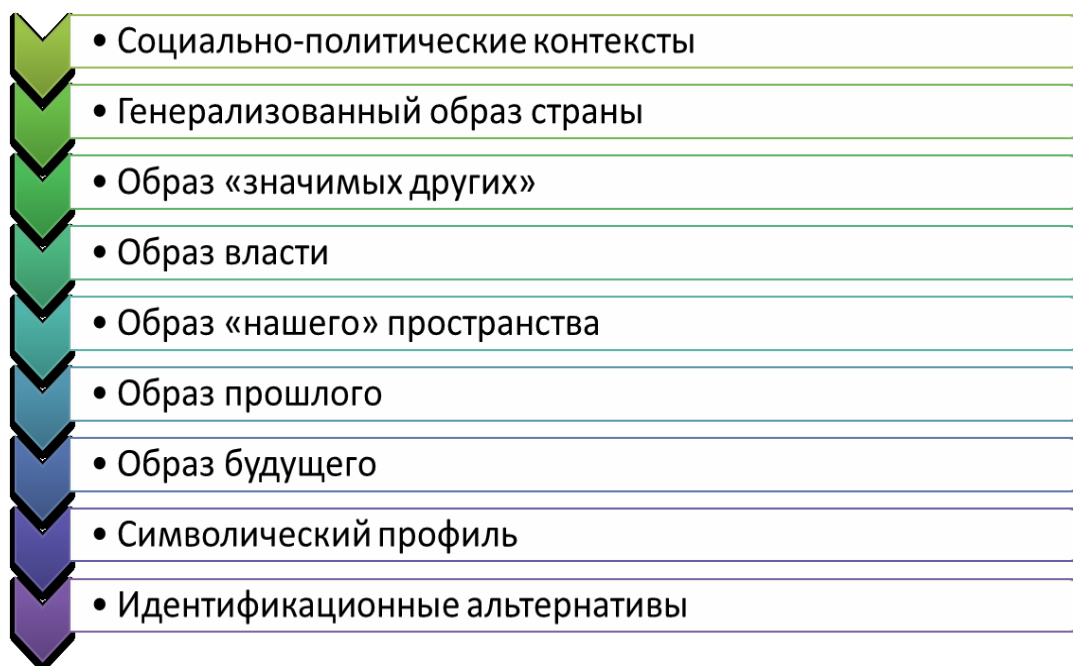 • Социально-политические контексты
• Генерализованный образ страны
• Образ «значимых других»
• Образ власти
• Образ «нашего» пространства
• Образ прошлого
• Образ будущего
• Символический профиль
• Идентификационные альтернативы